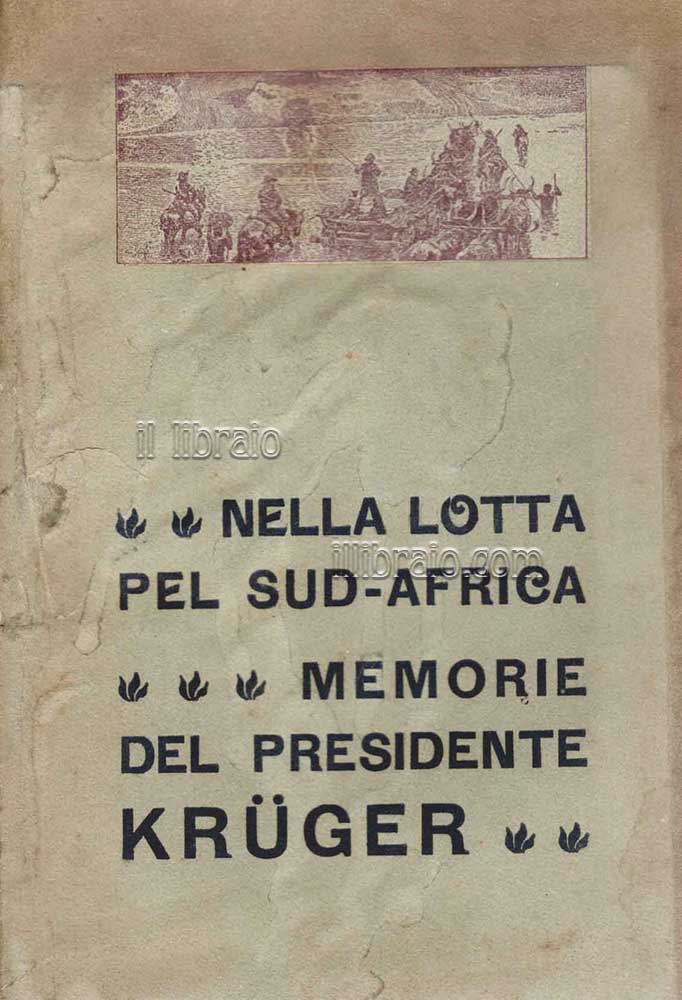 il libraio
NELLA LOTTA
illibraio.com
PEL SUD-AFRICA
MEMORIE
DEL PRESIDENTE
KRÜGER